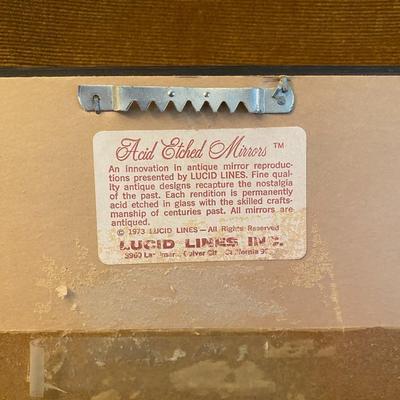 Acid Etched Mirrors ™
An Innovation in antique mirror reproduc-
tions presented by LUCID LINES. Fine qual-
ity antique designs recapture the nostalgia
of the past. Each rendition is permanently
acid etched in glass with the skilled crafts-
manship of centuries past. All mirrors are
antiqued.
© 1973 LUCID LINES — All Rights Reserved
LUCID LINES INC.